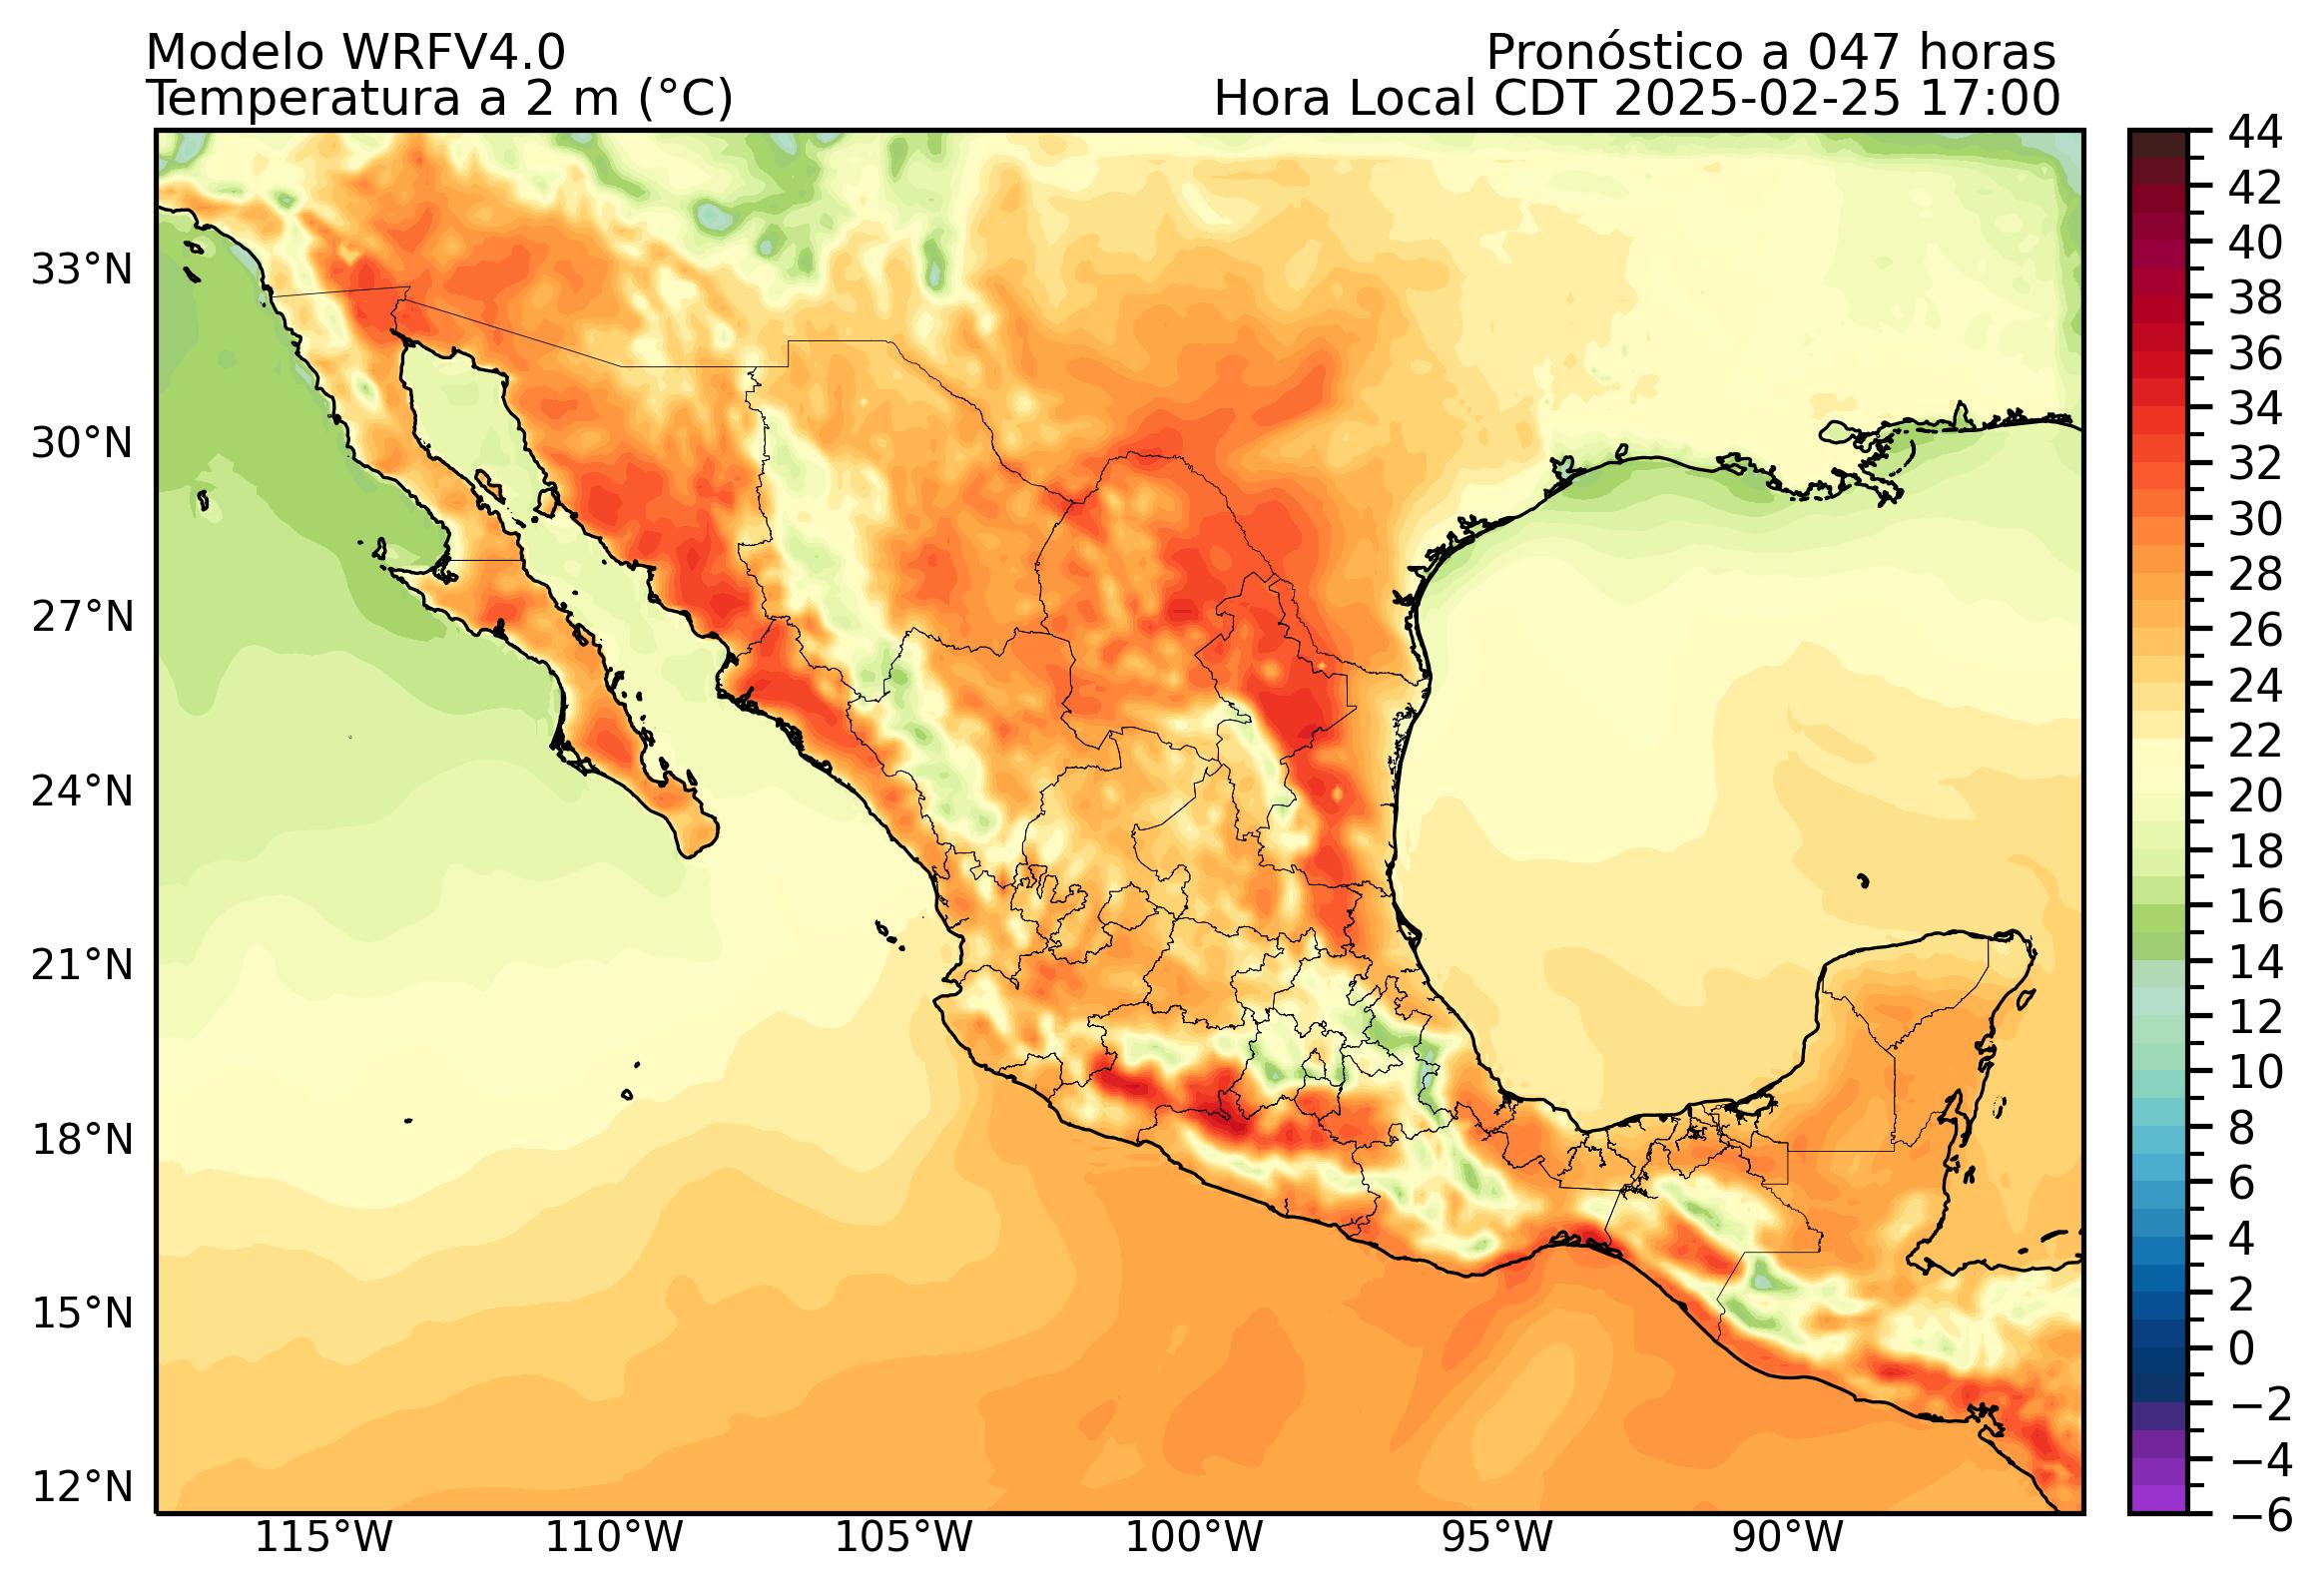 Modelo WRFV4.0
Pronóstico a 047 horas
Temperatura a 2 m (°C)
Hora Local CDT 2025-02-25 17:00
33°N
30°N
27°N
24°N
21°N
18°N
15°N
12°N
115°W
110°W
105°W
100°W
95°W
90°W
44
42
40
38
36
34
32
30
28
26
24
22
20
18
16
14
12
10
8
6
4
2
0
−2
−4
−6